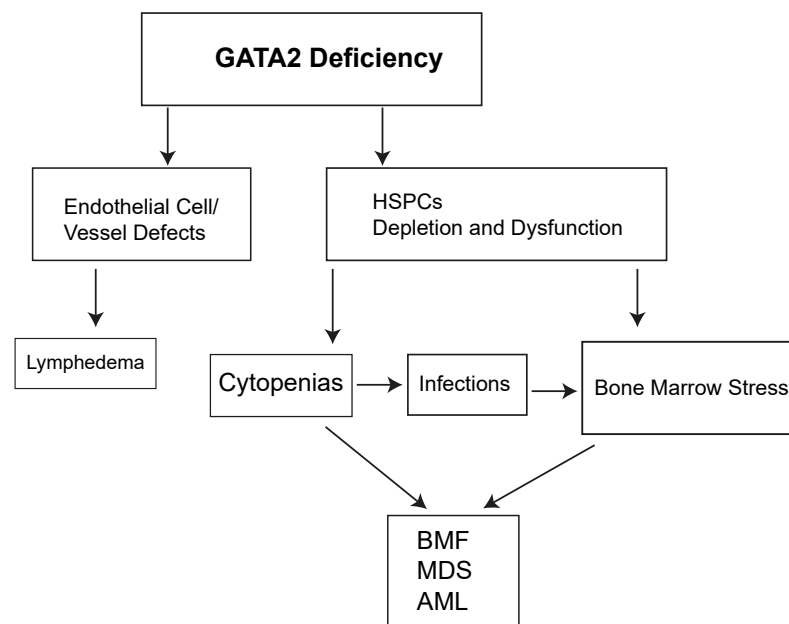 GATA2 Deficiency
Endothelial Cell/
Vessel Defects
HSPCs
Depletion and Dysfunction
Lymphedema
Cytopenias
Infections
Bone Marrow Stress
BMF
MDS
AML